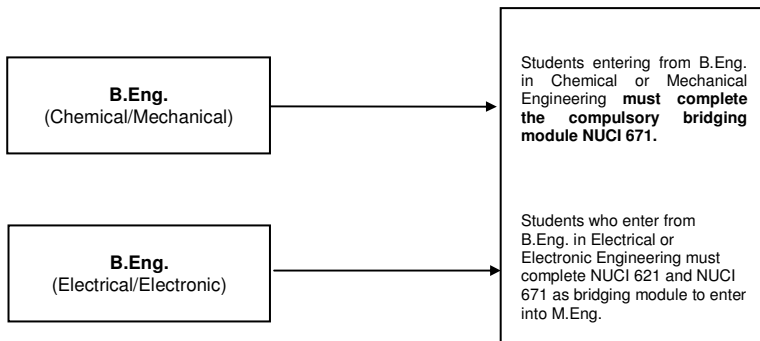 B.Eng.
(Chemical/Mechanical)
Students entering from B.Eng.
in Chemical or Mechanical
Engineering must complete
the compulsory bridging
module NUCI 671.
B.Eng.
(Electrical/Electronic)
Students who enter from
B.Eng. in Electrical or
Electronic Engineering must
complete NUCI 621 and NUCI
671 as bridging module to enter
into M.Eng.